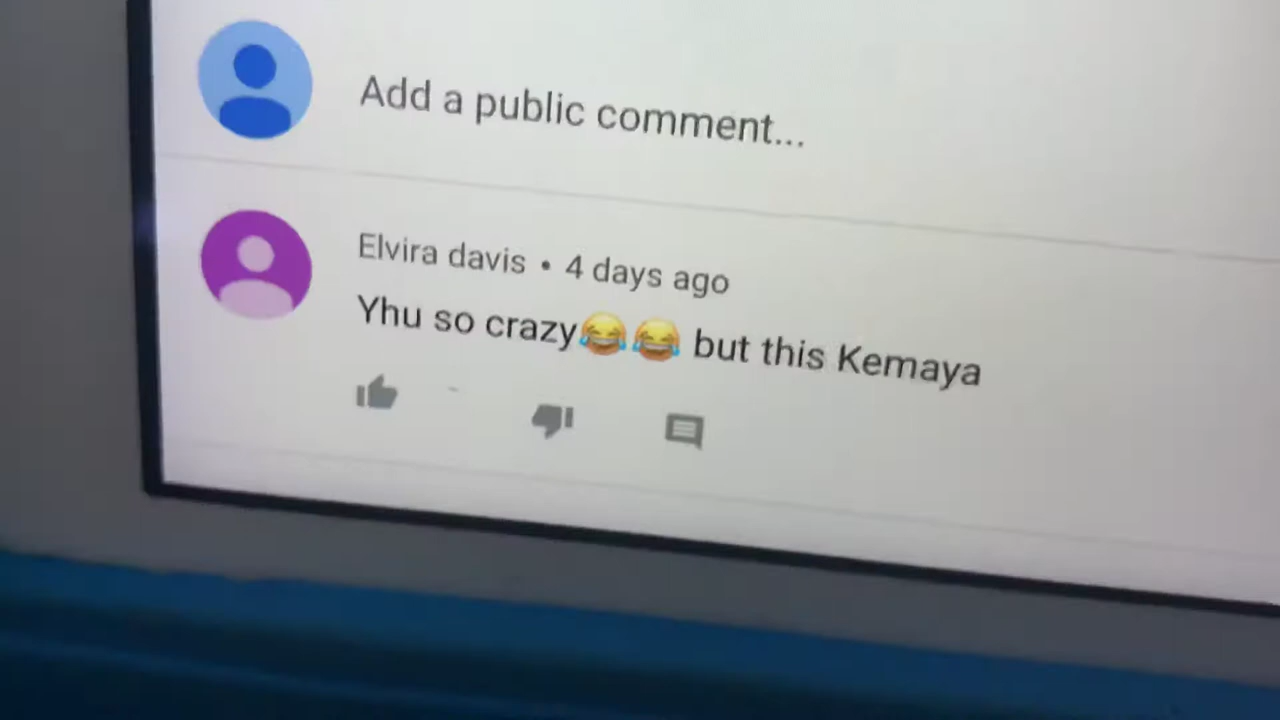 Add a public comment...
Elvira davis • 4 days ago
Yhu so crazy😂😂 but this Kemaya